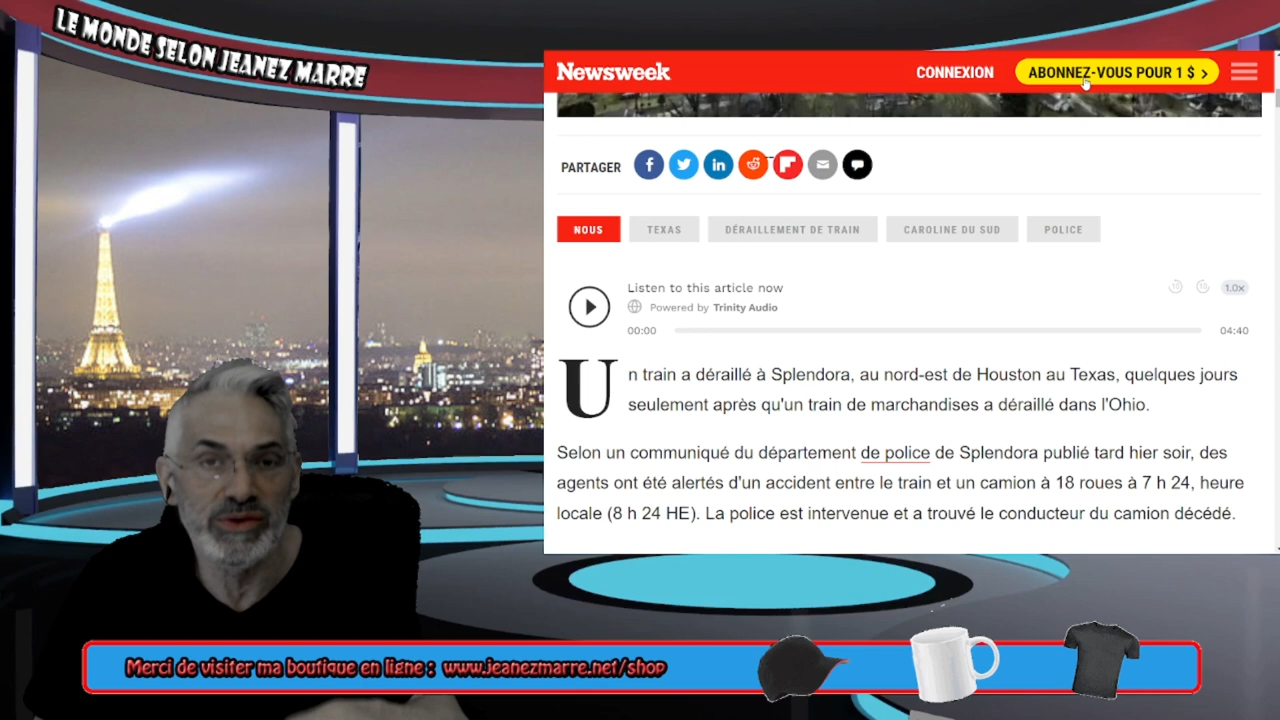 LE MONDE SELON JEANEZ MARRE
Newsweek
CONNEXION
ABONNEZ-VOUS POUR 1 $ >
PARTAGER
NOUS
TEXAS
DÉRAILLEMENT DE TRAIN
CAROLINE DU SUD
POLICE
Listen to this article now
Powered by Trinity Audio
1.0x
00:00
04:40
Un train a déraillé à Splendora, au nord-est de Houston au Texas, quelques jours
seulement après qu'un train de marchandises a déraillé dans l'Ohio.
Selon un communiqué du département de police de Splendora publié tard hier soir, des
agents ont été alertés d'un accident entre le train et un camion à 18 roues à 7 h 24, heure
locale (8 h 24 HE). La police est intervenue et a trouvé le conducteur du camion décédé.
Merci de visiter ma boutique en ligne : www.jeanezmarre.net/shop